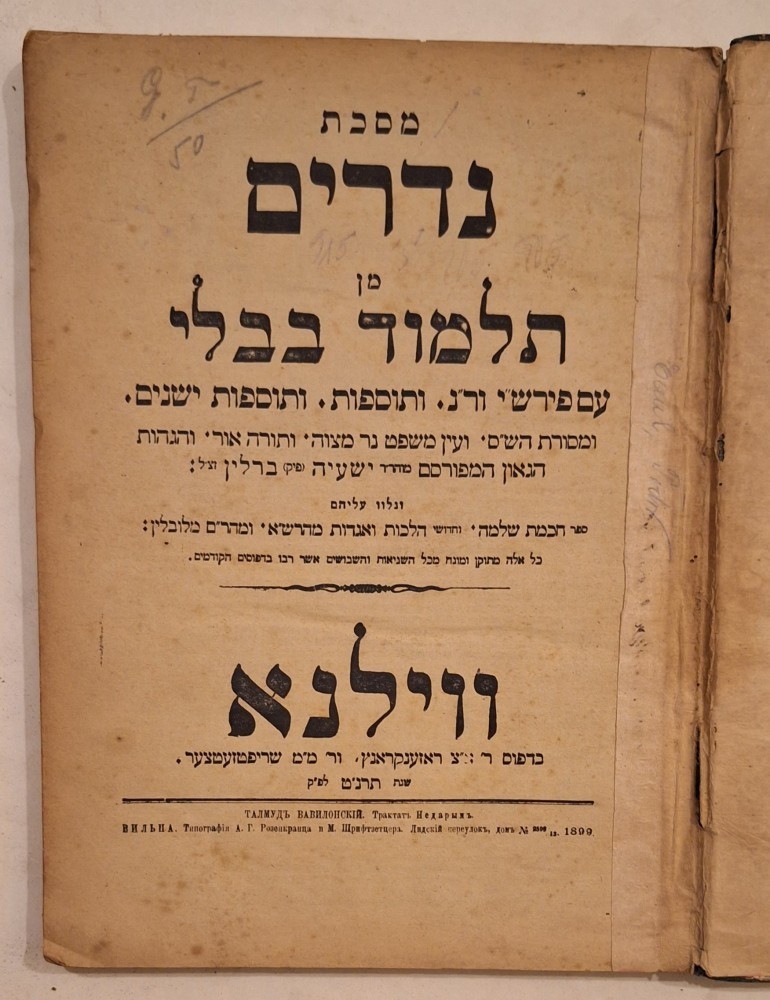 G. T
50
מסכת
נדרים
מן
תלמוד בבלי
עם פירש״י ור״נ. ותוספות. ותוספות ישנים.
ומסורת הש״ס· ועין משפט נר מצוה· ותורה אור· והגהות
הגאון המפורסם מוהר״ר ישעיה (פיק) ברלין זצ״ל:
ונלוו עליהם
ספר חכמת שלמה· וחדושי הלכות ואגדות מהרש״א· ומהר״ם מלובלין:
כל אלה מתוקן ומוגה מכל השגיאות והשבושים אשר רבו בדפוסים הקודמים.
ווילנא
בדפוס ר׳ ראזענקראנץ, ור׳ מ״מ שריפטזעטצער.
שנת תרנ״ט לפ״ק
ТАЛМУДЪ ВАВИЛОНСКІЙ. Трактатъ Недарымъ.
ВИЛЬНА. Типографія А. Г. Розенкранца и М. Шрифтзетцера. Лидскій переулокъ, домъ № 1899